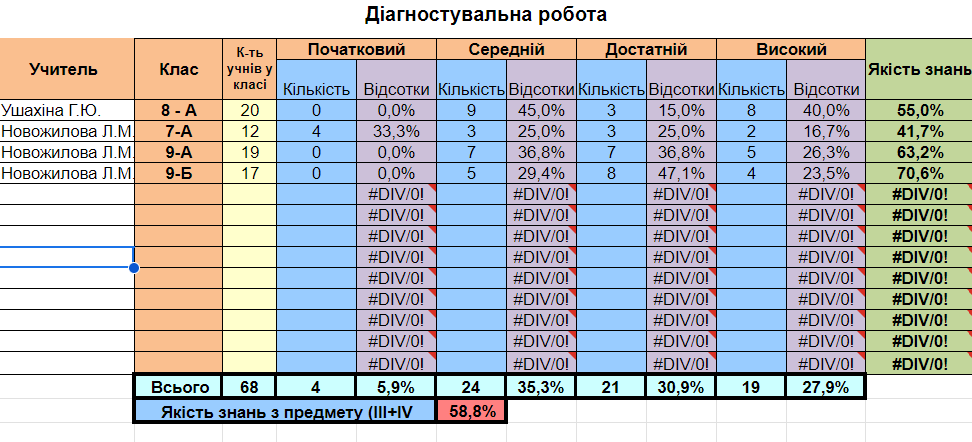 Діагностувальна робота
Учитель Клас К-ть учнів у класі Початковий Середній Достатній Високий Якість знань
Кількість Відсотки Кількість Відсотки Кількість Відсотки Кількість Відсотки
Ушахіна Г.Ю. 8 - А 20 0 0,0% 9 45,0% 3 15,0% 8 40,0% 55,0%
Новожилова Л.М. 7-А 12 4 33,3% 3 25,0% 3 25,0% 2 16,7% 41,7%
Новожилова Л.М. 9-А 19 0 0,0% 7 36,8% 7 36,8% 5 26,3% 63,2%
Новожилова Л.М. 9-Б 17 0 0,0% 5 29,4% 8 47,1% 4 23,5% 70,6%
#DIV/0! #DIV/0! #DIV/0! #DIV/0! #DIV/0!
#DIV/0! #DIV/0! #DIV/0! #DIV/0! #DIV/0!
#DIV/0! #DIV/0! #DIV/0! #DIV/0! #DIV/0!
#DIV/0! #DIV/0! #DIV/0! #DIV/0! #DIV/0!
#DIV/0! #DIV/0! #DIV/0! #DIV/0! #DIV/0!
#DIV/0! #DIV/0! #DIV/0! #DIV/0! #DIV/0!
#DIV/0! #DIV/0! #DIV/0! #DIV/0! #DIV/0!
#DIV/0! #DIV/0! #DIV/0! #DIV/0! #DIV/0!
#DIV/0! #DIV/0! #DIV/0! #DIV/0! #DIV/0!
Всього 68 4 5,9% 24 35,3% 21 30,9% 19 27,9%
Якість знань з предмету (III+IV 58,8%